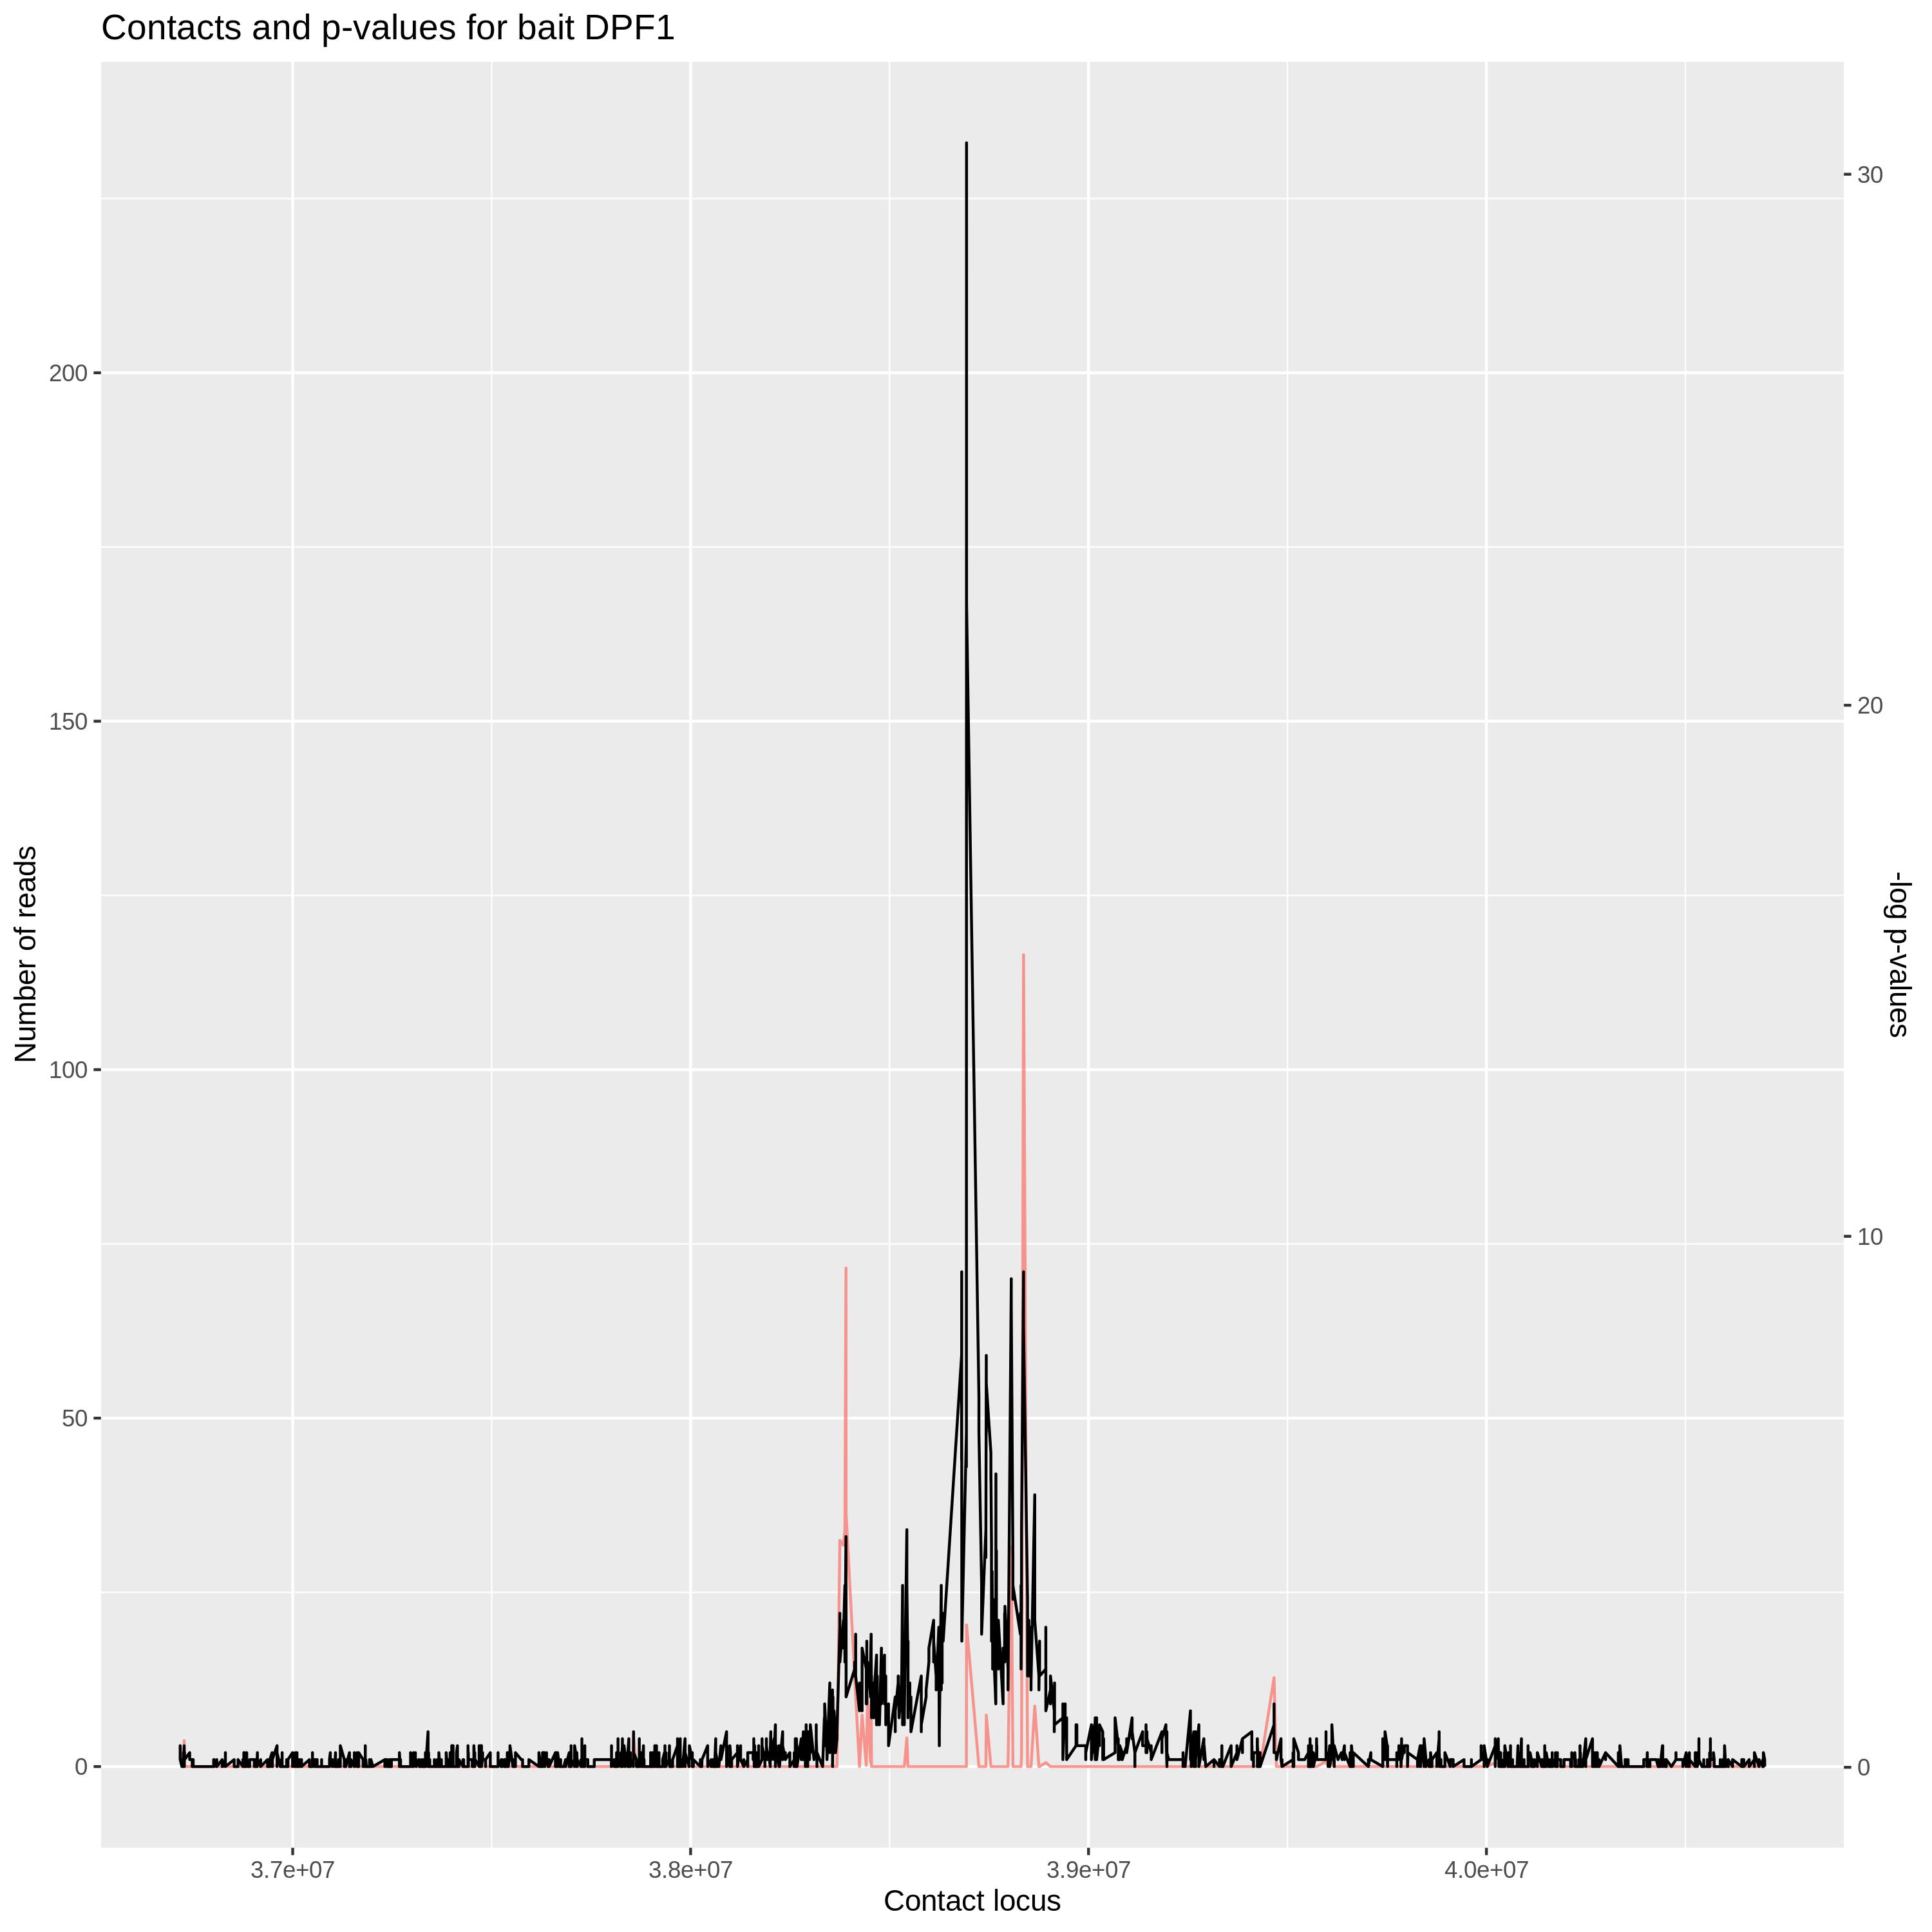 Contacts and p-values for bait DPF1
Number of reads
200
150
100
50
0
30
20
10
0
-log p-values
3.7e+07 3.8e+07 3.9e+07 4.0e+07
Contact locus